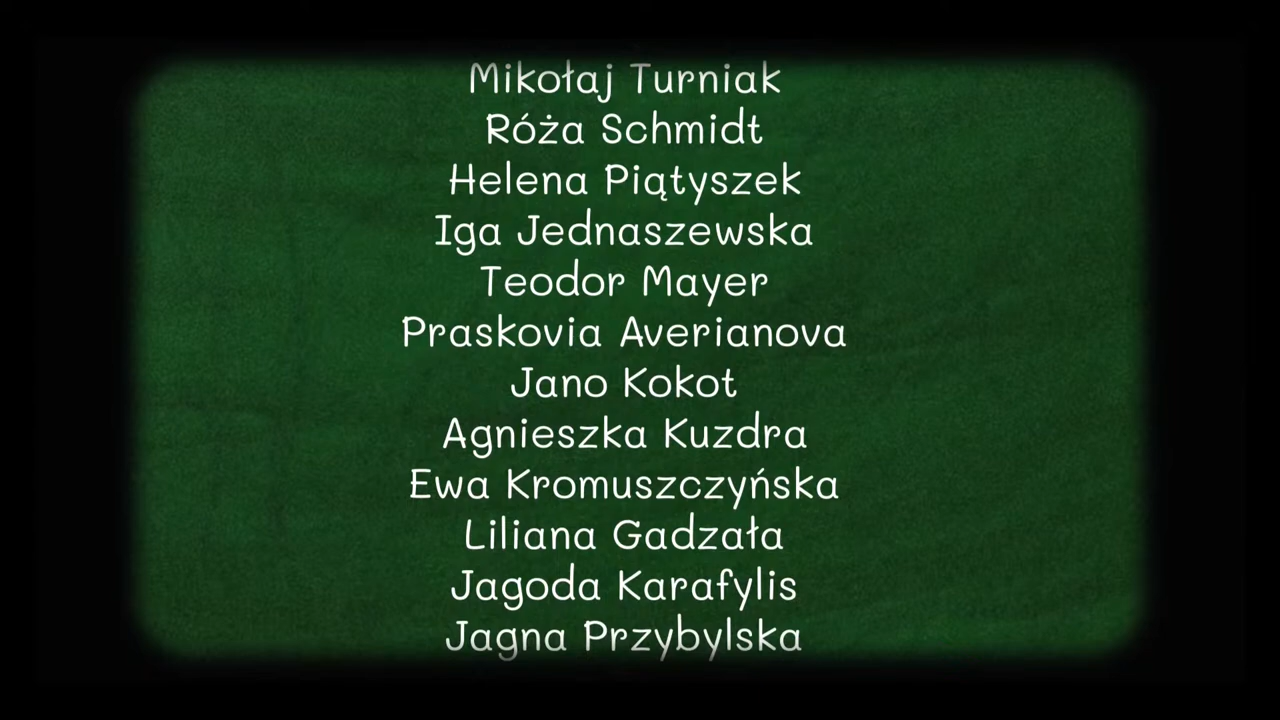 Mikołaj Turniak
Róża Schmidt
Helena Piątyszek
Iga Jednaszewska
Teodor Mayer
Praskovia Averianova
Jano Kokot
Agnieszka Kuzdra
Ewa Kromuszczyńska
Liliana Gadzała
Jagoda Karafylis
Jagna Przybylska